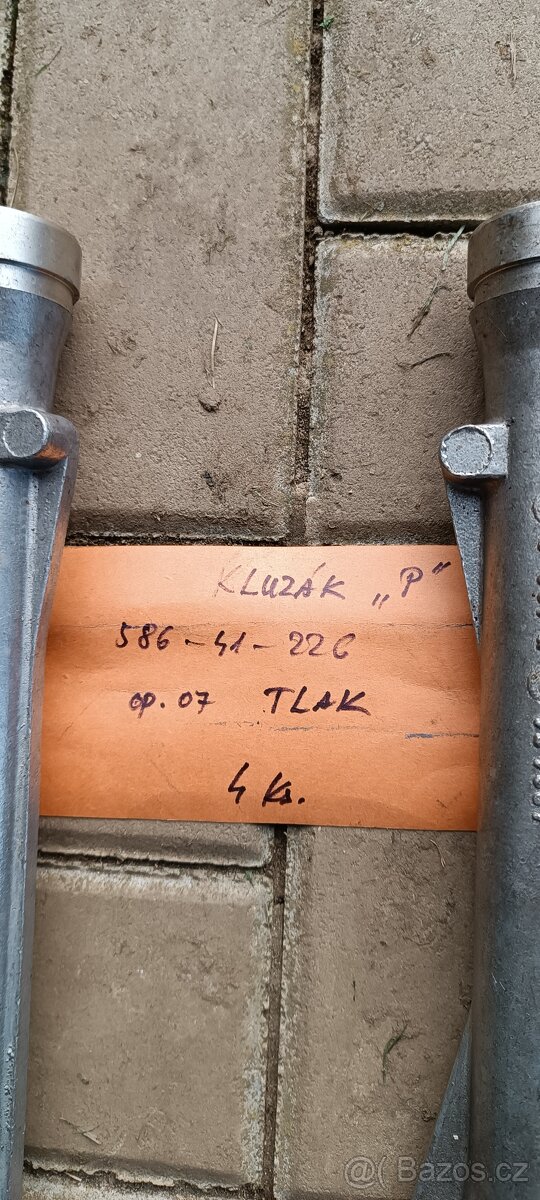 KLUZÁK „P"
586-41-226
op. 07 TLAK
4 Ks.
@ Bazos.cz